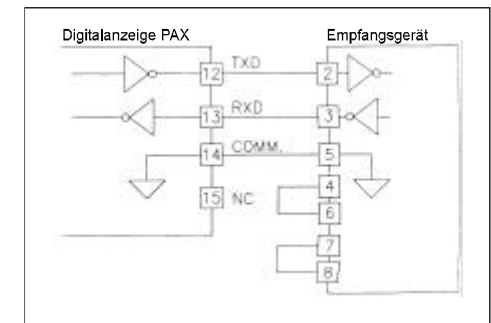 Digitalanzeige PAX Empfangsgerät
12 TXD 2
13 RXD 3
14 COMM. 5
4
15 NC
6
7
8